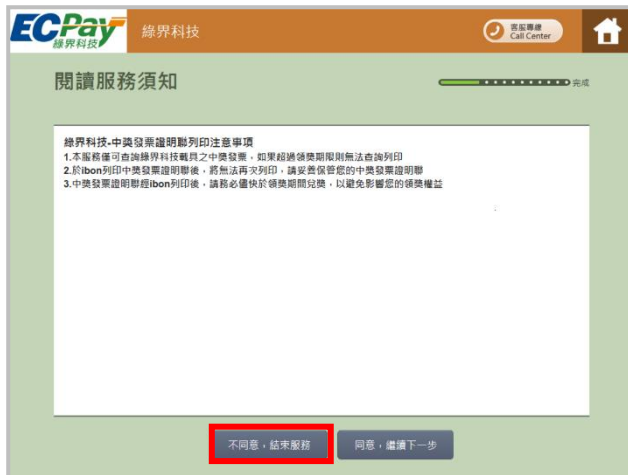 ECPay
綠界科技
綠界科技
客服專線
Call Center
閱讀服務須知
完成
綠界科技-中獎發票證明聯列印注意事項
1.本服務僅可查詢綠界科技載具之中獎發票，如果超過領獎期限則無法查詢列印
2.於ibon列印中獎發票證明聯後，將無法再次列印，請妥善保管您的中獎發票證明聯
3.中獎發票證明聯經ibon列印後，請務必儘快於領獎期間兌獎，以避免影響您的領獎權益
不同意，結束服務
同意，繼續下一步